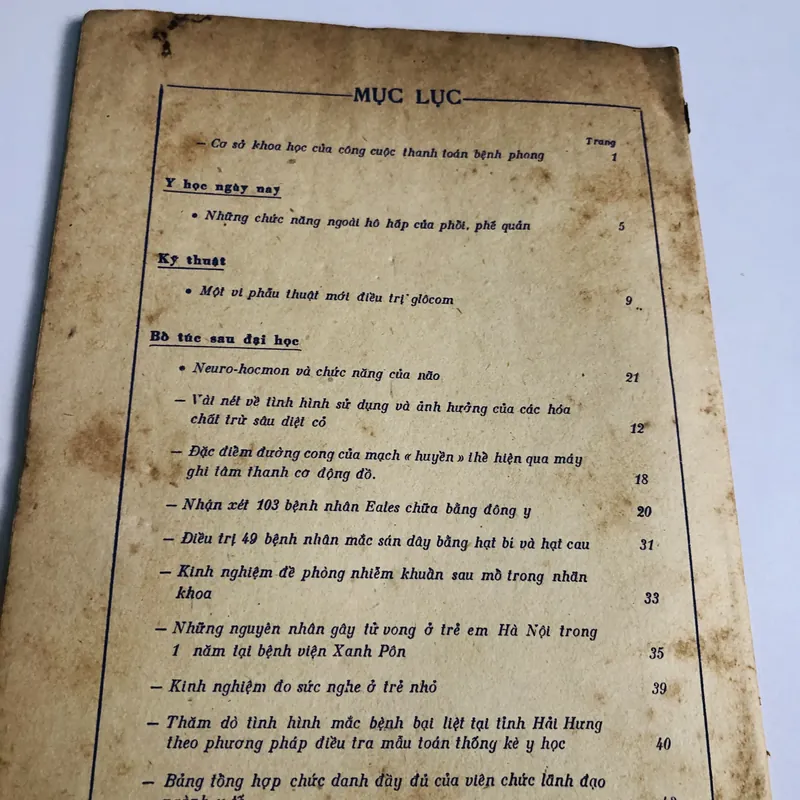 MỤC LỤC
Trang
— Cơ sở khoa học của công cuộc thanh toán bệnh phong 1
Y học ngày nay
• Những chức năng ngoài hô hấp của phổi, phế quản 5
Kỹ thuật
• Một vi phẫu thuật mới điều trị glôcom 9
Bồ túc sau đại học
• Neuro-hocmon và chức năng của não 21
— Vài nét về tình hình sử dụng và ảnh hưởng của các hóa
chất trừ sâu diệt cỏ 12
— Đặc điểm đường cong của mạch « huyền » thể hiện qua máy
ghi tâm thanh cơ động đồ. 18
— Nhận xét 103 bệnh nhân Eales chữa bằng đông y 20
— Điều trị 49 bệnh nhân mắc sán dây bằng hạt bí và hạt cau 31
— Kinh nghiệm đề phòng nhiễm khuẩn sau mổ trong nhãn
khoa 33
— Những nguyên nhân gây tử vong ở trẻ em Hà Nội trong
1 năm tại bệnh viện Xanh Pôn 35
— Kinh nghiệm đo sức nghe ở trẻ nhỏ 39
— Thăm dò tình hình mắc bệnh bại liệt tại tỉnh Hải Hưng
theo phương pháp điều tra mẫu toán thống kê y học 40
— Bảng tổng hợp chức danh đầy đủ của viên chức lãnh đạo